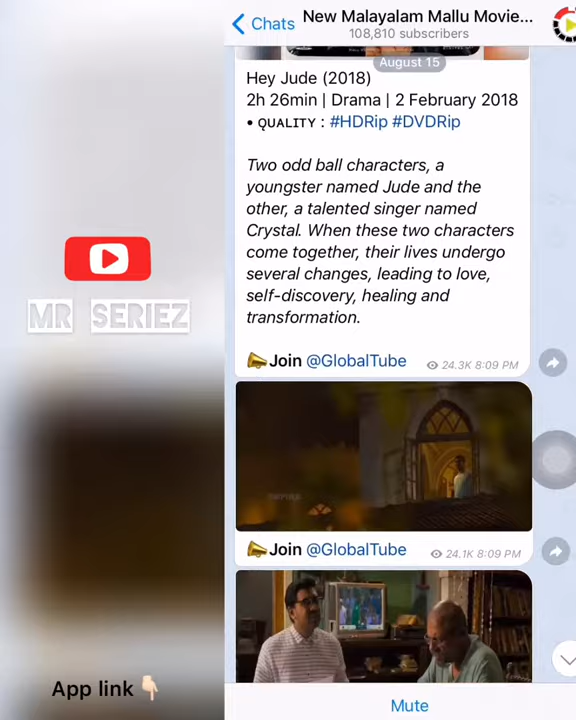 Chats
New Malayalam Mallu Movie...
108,810 subscribers
August 15
Hey Jude (2018)
2h 26min | Drama | 2 February 2018
• QUALITY : #HDRip #DVDRip
Two odd ball characters, a
youngster named Jude and the
other, a talented singer named
Crystal. When these two characters
come together, their lives undergo
several changes, leading to love,
self-discovery, healing and
transformation.
Join @GlobalTube
24.3K 8:09 PM
MR SERIEZ
Join @GlobalTube
24.1K 8:09 PM
App link
Mute